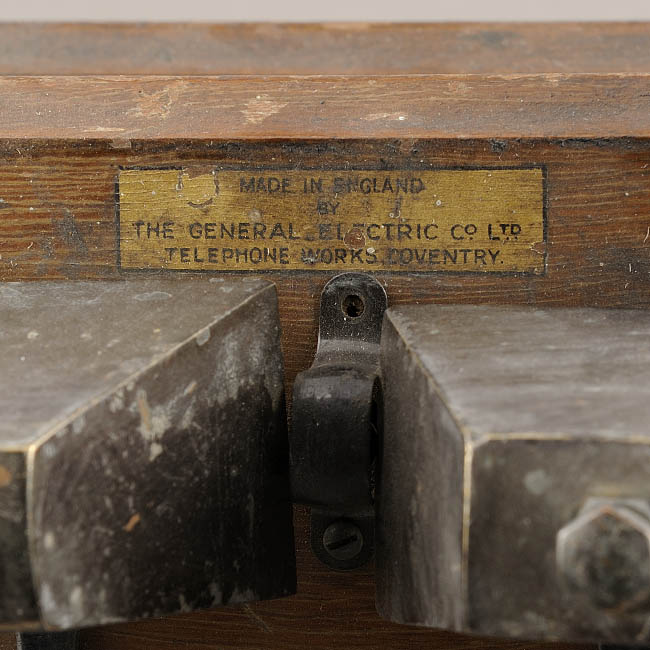 MADE IN ENGLAND
BY
THE GENERAL ELECTRIC Co LTD
TELEPHONE WORKS, COVENTRY.